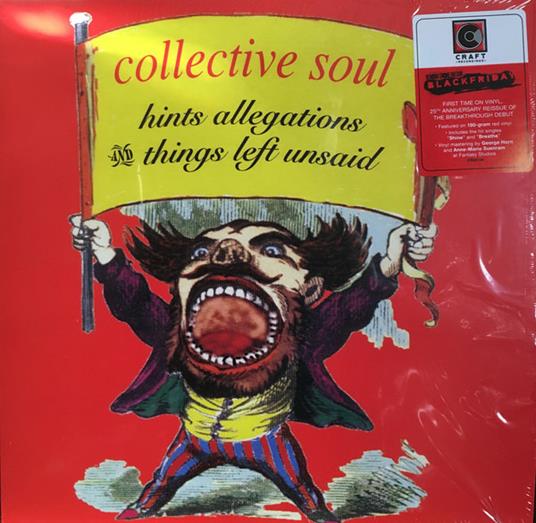 collective soul
hints allegations
AND things left unsaid
CRAFT
RECORDINGS
BLACKFRIDAY
FIRST TIME ON VINYL,
25TH ANNIVERSARY REISSUE OF
THE BREAKTHROUGH DEBUT
• Featured on 180-gram red vinyl
• Includes the hit singles
"Shine" and "Breathe"
• Vinyl mastering by George Horn
and Anne-Marie Suenram
at Fantasy Studios